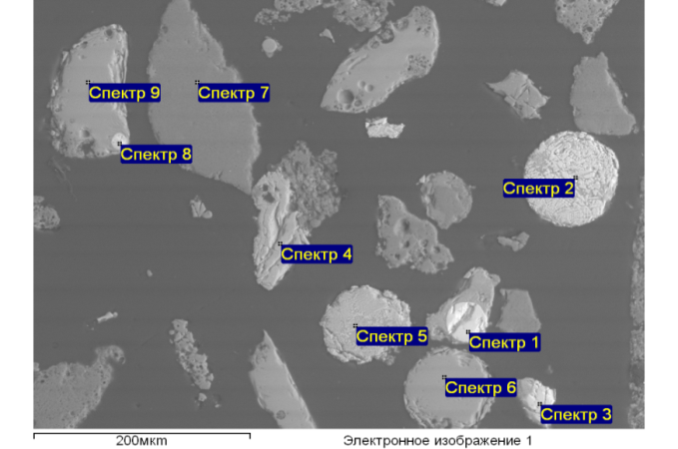 Спектр 9
Спектр 7
Спектр 8
Спектр 2
Спектр 4
Спектр 5
Спектр 1
Спектр 6
Спектр 3
200мкm
Электронное изображение 1